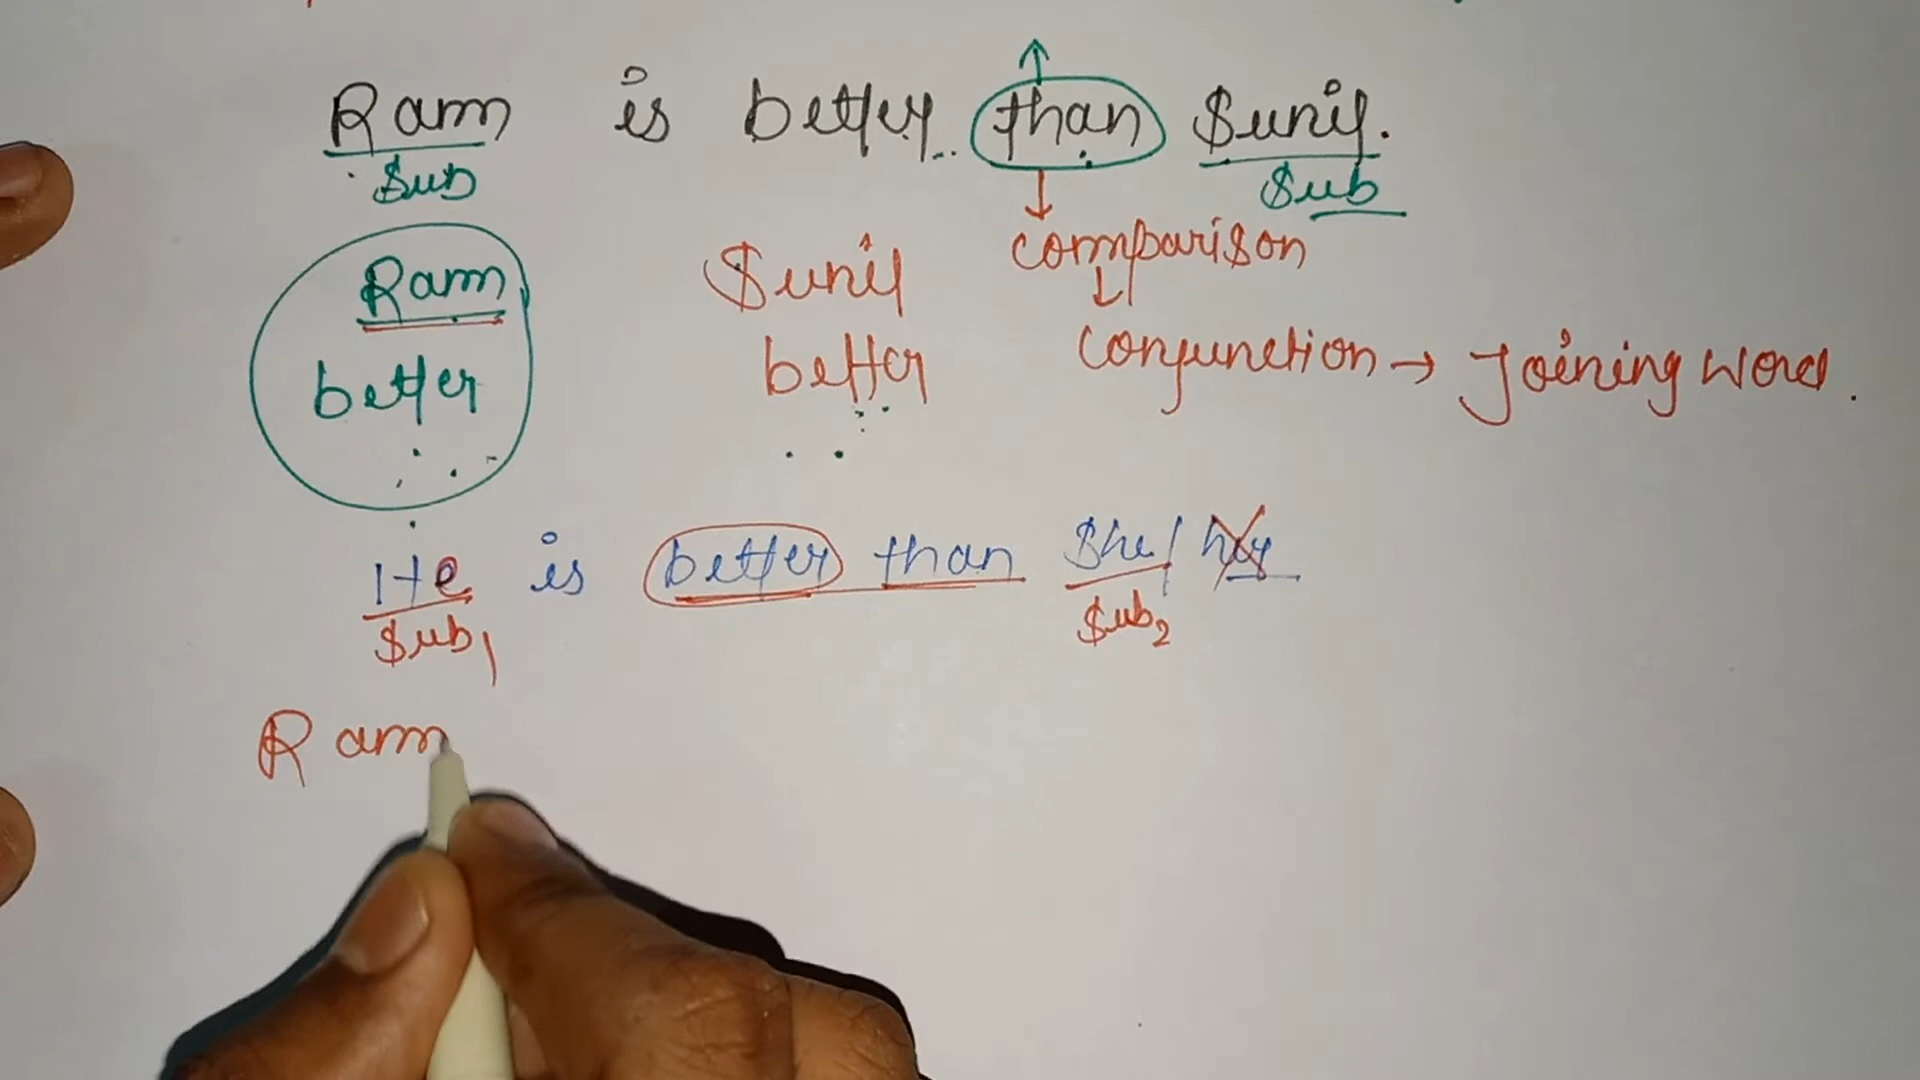 Ram is better than Sunil.
Sub Sub
Ram Sunil comparison
better better conjunction → Joining word.
He is better than She/ her
Sub1 Sub2
Ram